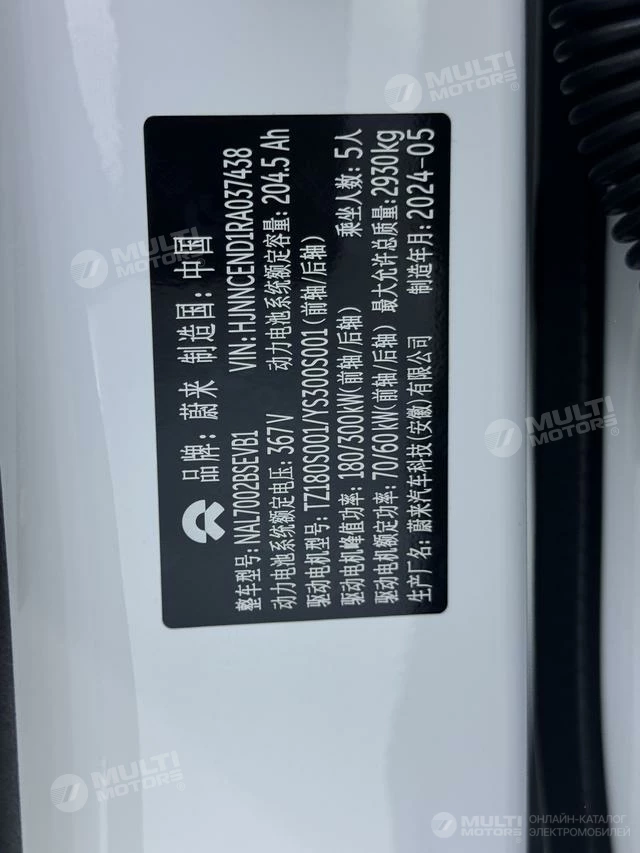 品牌: 蔚来 制造国: 中国
整车型号: NAL7002BSEVB1 VIN: HJNNCEND1RA037438
动力电池系统额定电压: 367V 动力电池系统额定容量: 204.5 Ah
驱动电机型号: TZ180S001/YS300S001 (前轴/后轴)
驱动电机峰值功率: 180/300kW(前轴/后轴) 乘坐人数: 5人
驱动电机额定功率: 70/60kW(前轴/后轴) 最大允许总质量: 2930kg
生产厂名: 蔚来汽车科技(安徽)有限公司 制造年月: 2024-05
MULTI MOTORS®
MULTI MOTORS®
MULTI MOTORS®
MULTI MOTORS®
MULTI MOTORS
ОНЛАЙН-КАТАЛОГ
ЭЛЕКТРОМОБИЛЕЙ